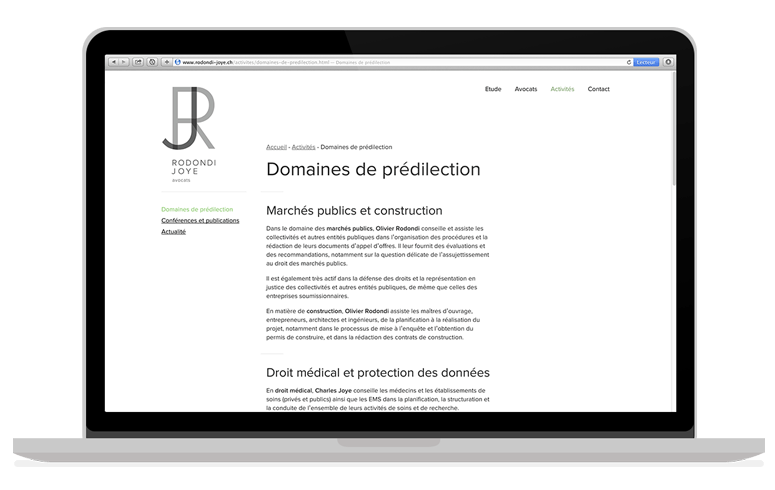 www.rodondi-joye.ch/activites/domaines-de-predilection.html — Domaines de prédilection
Lecteur
Etude Avocats Activités Contact
JR
RODONDI
JOYE
avocats
Domaines de prédilection
Conférences et publications
Actualité
Accueil - Activités - Domaines de prédilection
Domaines de prédilection
Marchés publics et construction
Dans le domaine des marchés publics, Olivier Rodondi conseille et assiste les
collectivités et autres entités publiques dans l'organisation des procédures et la
rédaction de leurs documents d'appel d'offres. Il leur fournit des évaluations et
des recommandations, notamment sur la question délicate de l'assujettissement
au droit des marchés publics.
Il est également très actif dans la défense des droits et la représentation en
justice des collectivités et autres entités publiques, de même que celles des
entreprises soumissionnaires.
En matière de construction, Olivier Rodondi assiste les maîtres d'ouvrage,
entrepreneurs, architectes et ingénieurs, de la planification à la réalisation du
projet, notamment dans le processus de mise à l'enquête et l'obtention du
permis de construire, et dans la rédaction des contrats de construction.
Droit médical et protection des données
En droit médical, Charles Joye conseille les médecins et les établissements de
soins (privés et publics) ainsi que les EMS dans la planification, la structuration et
la conduite de l'ensemble de leurs activités de soins et de recherche.